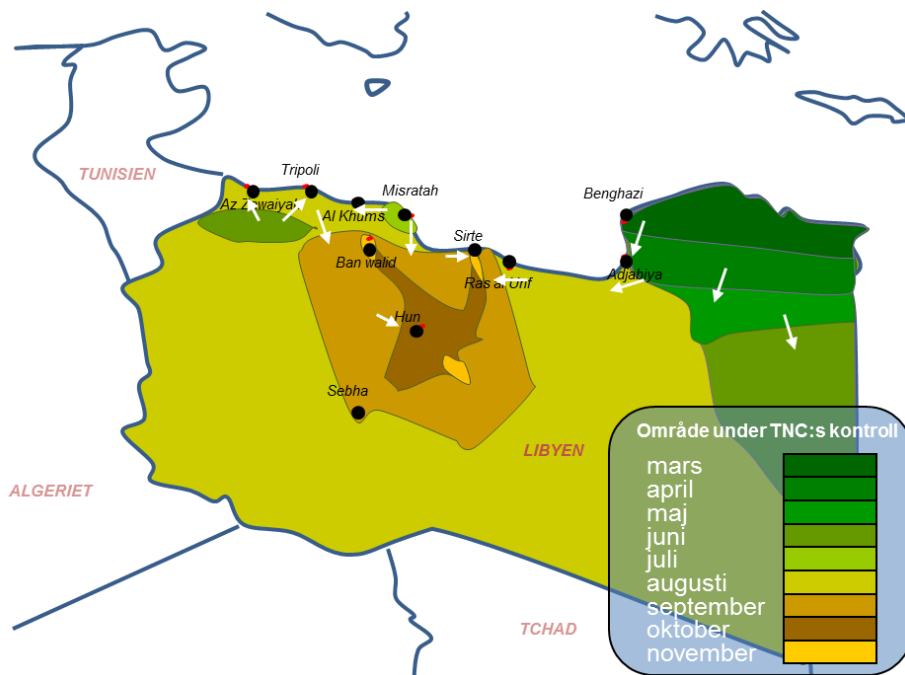 TUNISIEN
Tripoli
Az Zawaiyah
Al Khums
Misratah
Benghazi
Sirte
Ban walid
Ras al Unf
Adjabiya
Hun
Sebha
LIBYEN
ALGERIET
TCHAD
Område under TNC:s kontroll
mars
april
maj
juni
juli
augusti
september
oktober
november